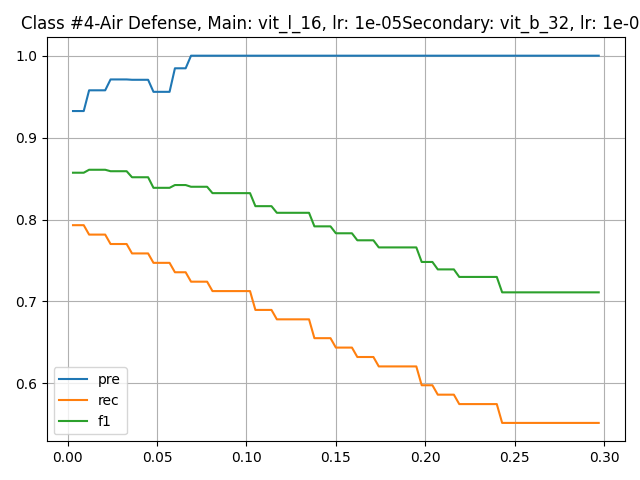 Class #4-Air Defense, Main: vit_l_16, lr: 1e-05Secondary: vit_b_32, lr: 1e-0
1.0
0.9
0.8
0.7
0.6
pre
rec
f1
0.00 0.05 0.10 0.15 0.20 0.25 0.30